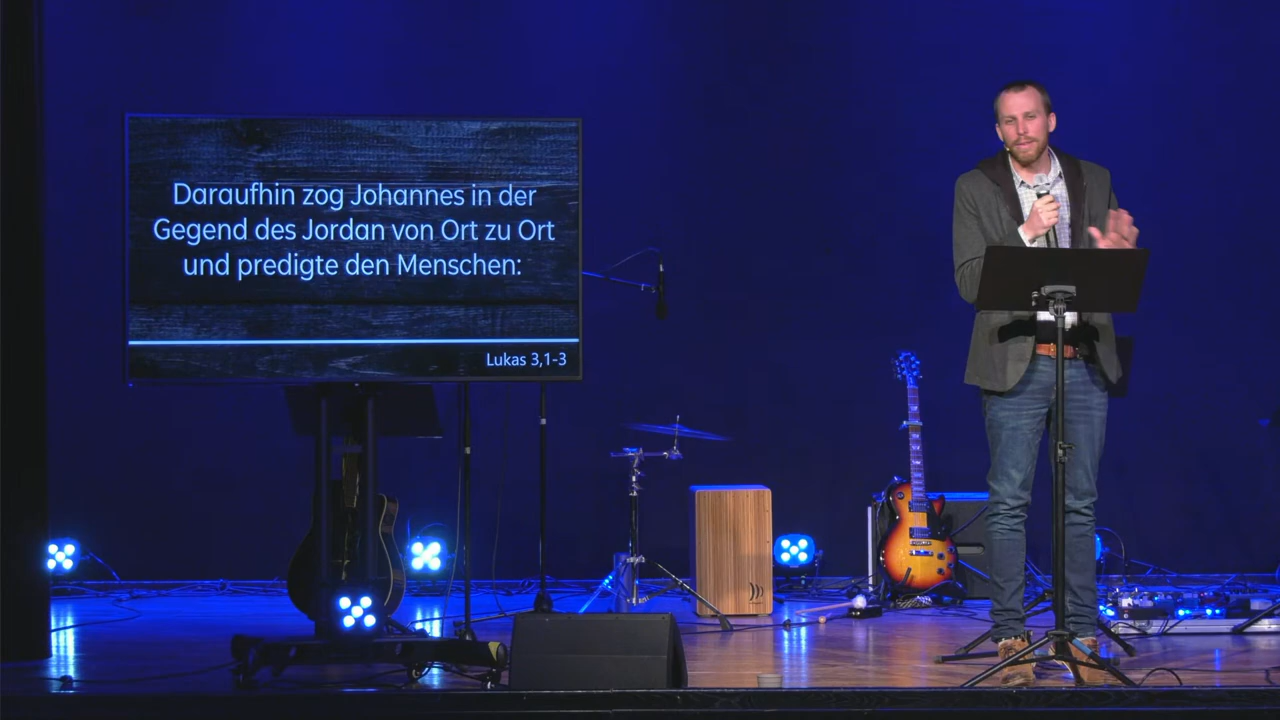 Daraufhin zog Johannes in der
Gegend des Jordan von Ort zu Ort
und predigte den Menschen:
Lukas 3,1-3